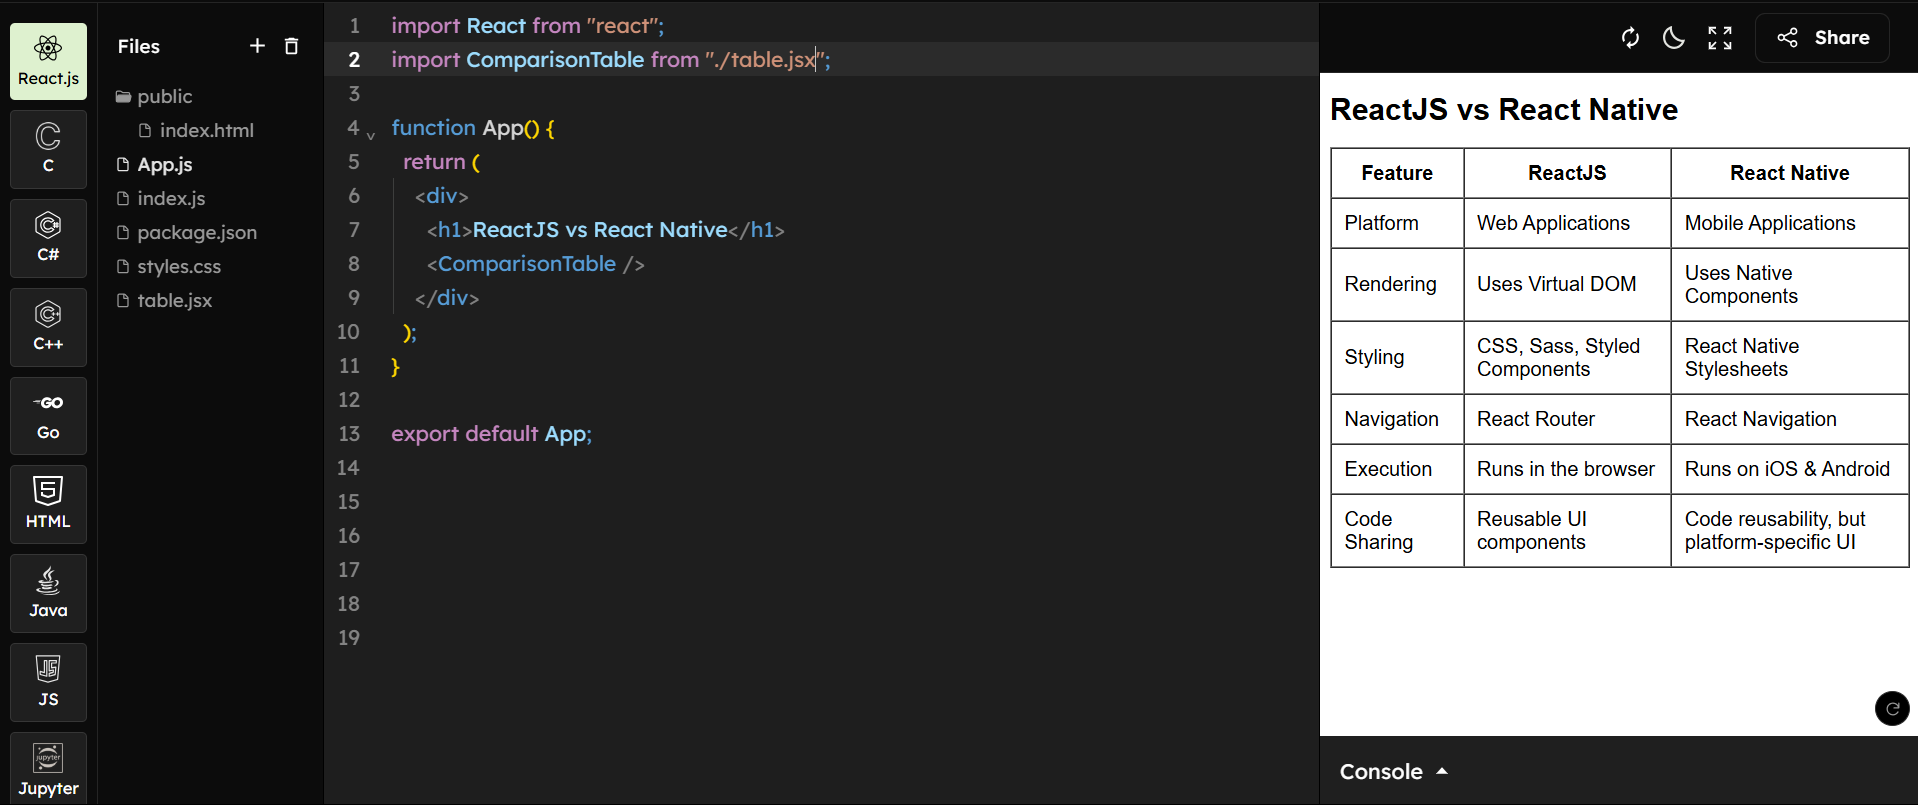 React.js
C
C#
C++
GO
Go
HTML
Java
JS
JS
jupyter
Jupyter
Files
public
index.html
App.js
index.js
package.json
styles.css
table.jsx
1 import React from "react";
2 import ComparisonTable from "./table.jsx";
3
4 function App() {
5 return (
6 <div>
7 <h1>ReactJS vs React Native</h1>
8 <ComparisonTable />
9 </div>
10 );
11 }
12
13 export default App;
14
15
16
17
18
19
Share
ReactJS vs React Native
Feature ReactJS React Native
Platform Web Applications Mobile Applications
Rendering Uses Virtual DOM Uses Native
Components
Styling CSS, Sass, Styled
Components
React Native
Stylesheets
Navigation React Router React Navigation
Execution Runs in the browser Runs on iOS & Android
Code
Sharing
Reusable UI
components
Code reusability, but
platform-specific UI
Console